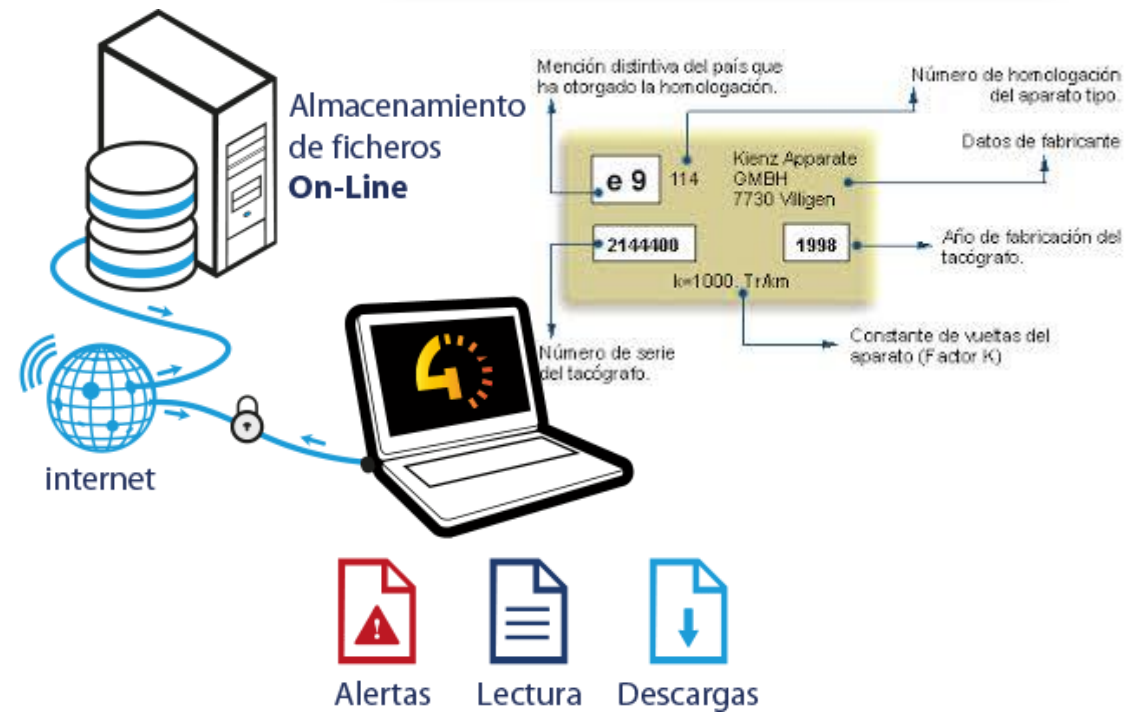 Almacenamiento
de ficheros
On-Line
Mención distintiva del país que
ha otorgado la homologación.
Número de homologación
del aparato tipo.
Datos de fabricante
e 9
114
Kienz Apparate
GMBH
7730 Villigen
2144400
1998
Año de fabricación del
tacógrafo.
k=1000. Tr/km
Número de serie
del tacógrafo.
Constante de vueltas del
aparato (Factor K)
internet
Alertas
Lectura
Descargas